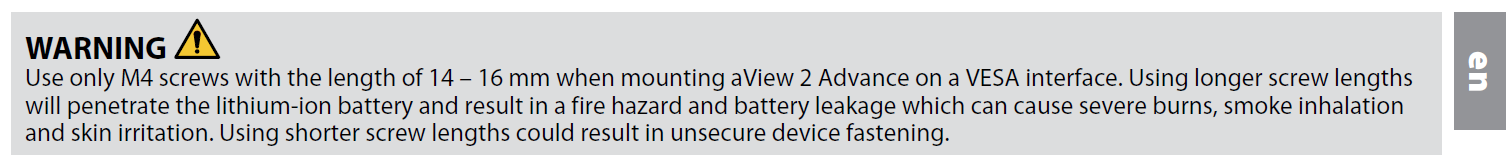 WARNING
Use only M4 screws with the length of 14 – 16 mm when mounting aView 2 Advance on a VESA interface. Using longer screw lengths
will penetrate the lithium-ion battery and result in a fire hazard and battery leakage which can cause severe burns, smoke inhalation
and skin irritation. Using shorter screw lengths could result in unsecure device fastening.
en